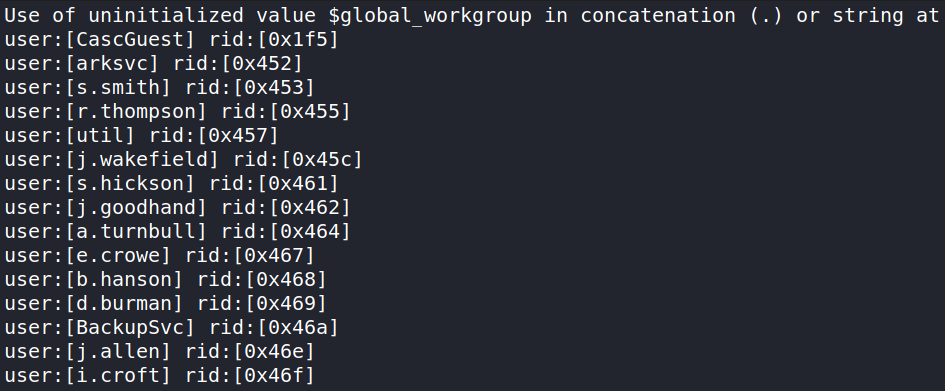 Use of uninitialized value $global_workgroup in concatenation (.) or string at
user:[CascGuest] rid:[0x1f5]
user:[arksvc] rid:[0x452]
user:[s.smith] rid:[0x453]
user:[r.thompson] rid:[0x455]
user:[util] rid:[0x457]
user:[j.wakefield] rid:[0x45c]
user:[s.hickson] rid:[0x461]
user:[j.goodhand] rid:[0x462]
user:[a.turnbull] rid:[0x464]
user:[e.crowe] rid:[0x467]
user:[b.hanson] rid:[0x468]
user:[d.burman] rid:[0x469]
user:[BackupSvc] rid:[0x46a]
user:[j.allen] rid:[0x46e]
user:[i.croft] rid:[0x46f]